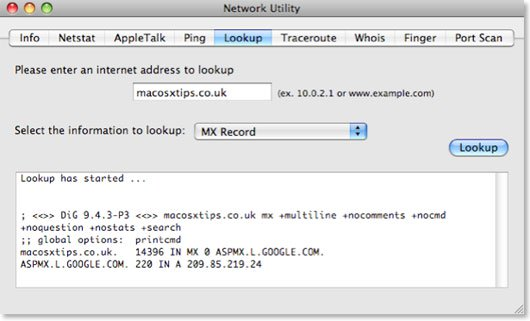 Network Utility
Info Netstat AppleTalk Ping Lookup Traceroute Whois Finger Port Scan
Please enter an internet address to lookup
macosxtips.co.uk (ex. 10.0.2.1 or www.example.com)
Select the information to lookup: MX Record
Lookup
Lookup has started ...
; <<>> DiG 9.4.3-P3 <<>> macosxtips.co.uk mx +multiline +nocomments +nocmd
+noquestion +nostats +search
;; global options: printcmd
macosxtips.co.uk. 14396 IN MX 0 ASPMX.L.GOOGLE.COM.
ASPMX.L.GOOGLE.COM. 220 IN A 209.85.219.24